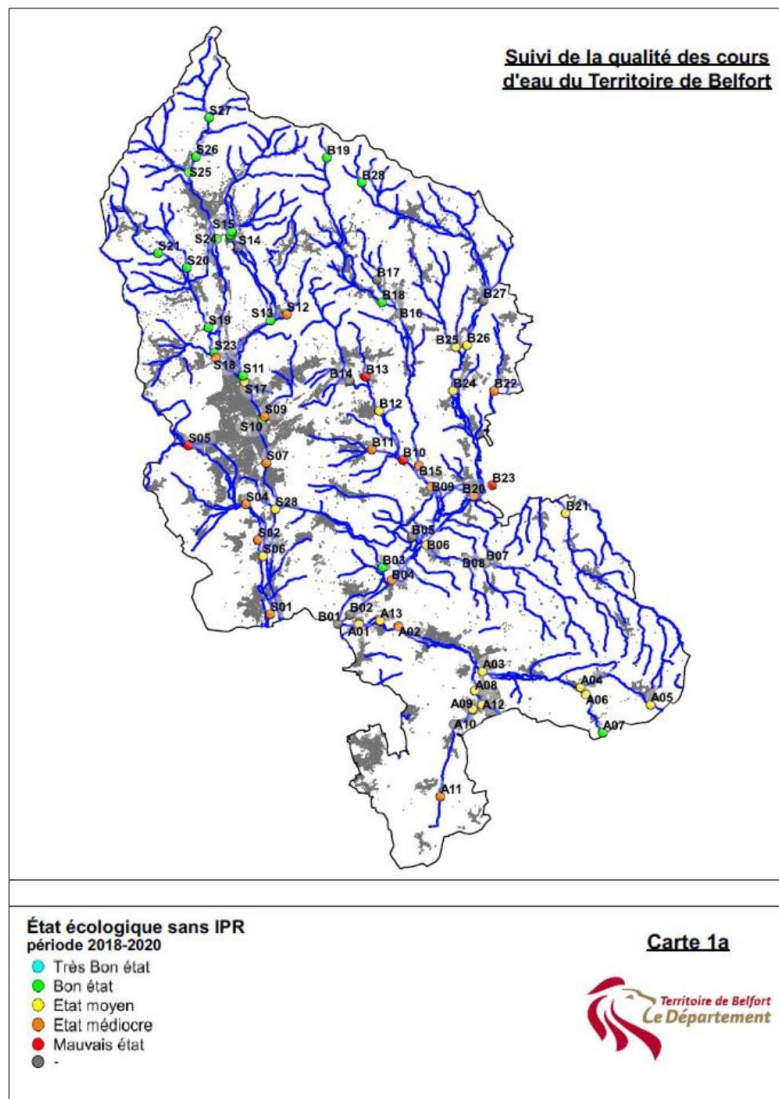 Suivi de la qualité des cours
d'eau du Territoire de Belfort
S27
S26
B19
S25
B28
S15
S24
S14
S21
S20
B17
B27
B18
S12
S13
B16
S19
B25
B26
S23
S18
S11
B14
B13
S17
B24
B22
B12
S09
S10
S05
B11
B10
S07
B15
B09
B23
B20
S04
S28
B21
S02
B05
B06
S06
B07
B08
B03
B04
S01
B02
B01
A13
A01
A02
A03
A04
A08
A06
A05
A09
A12
A10
A07
A11
État écologique sans IPR
période 2018-2020
Très Bon état
Bon état
Etat moyen
Etat médiocre
Mauvais état
-
Carte 1a
Territoire de Belfort
Le Département